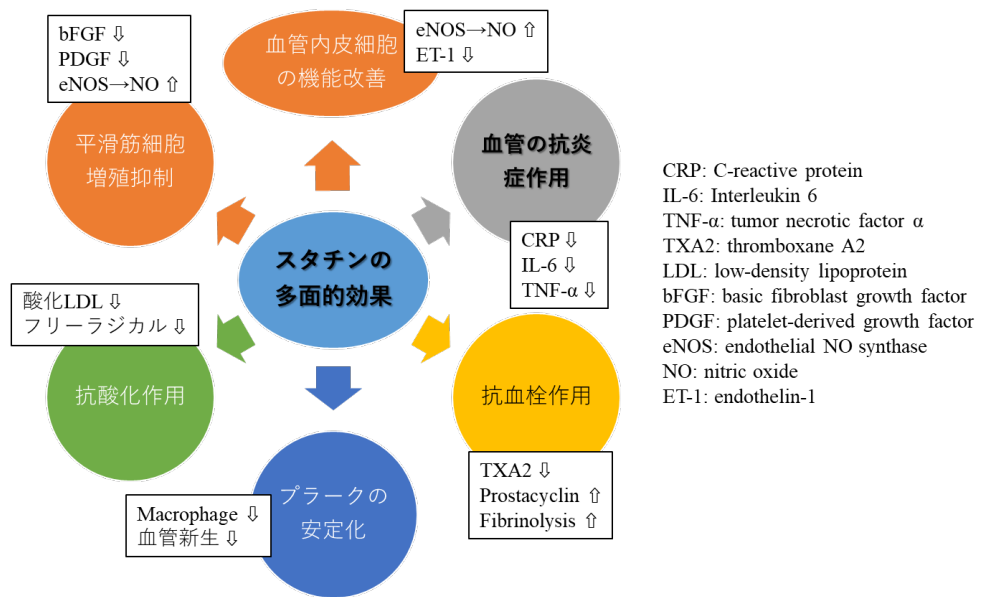 bFGF ⇩
PDGF ⇩
eNOS→NO ⇧
平滑筋細胞
増殖抑制
血管内皮細胞
の機能改善
eNOS→NO ⇧
ET-1 ⇩
血管の抗炎
症作用
CRP ⇩
IL-6 ⇩
TNF-α ⇩
スタチンの
多面的効果
酸化LDL ⇩
フリーラジカル ⇩
抗酸化作用
抗血栓作用
TXA2 ⇩
Prostacyclin ⇧
Fibrinolysis ⇧
プラークの
安定化
Macrophage ⇩
血管新生 ⇩
CRP: C-reactive protein
IL-6: Interleukin 6
TNF-α: tumor necrotic factor α
TXA2: thromboxane A2
LDL: low-density lipoprotein
bFGF: basic fibroblast growth factor
PDGF: platelet-derived growth factor
eNOS: endothelial NO synthase
NO: nitric oxide
ET-1: endothelin-1